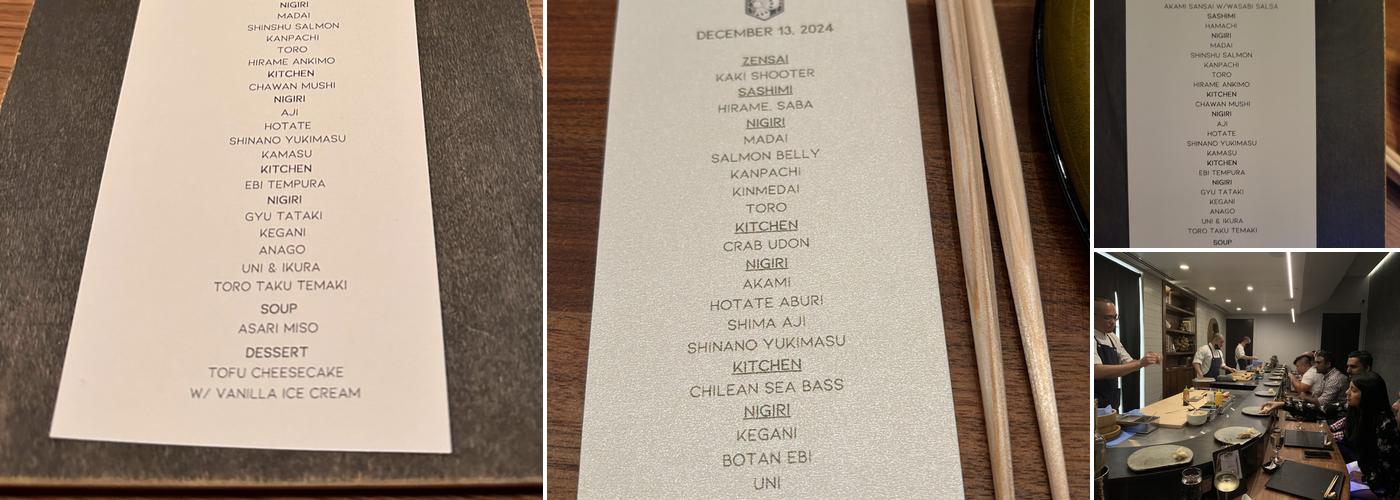 NIGIRI
MADAI
SHINSHU SALMON
KANPACHI
TORO
HIRAME ANKIMO
KITCHEN
CHAWAN MUSHI
NIGIRI
AJI
HOTATE
SHINANO YUKIMASU
KAMASU
KITCHEN
EBI TEMPURA
NIGIRI
GYU TATAKI
KEGANI
ANAGO
UNI & IKURA
TORO TAKU TEMAKI
SOUP
ASARI MISO
DESSERT
TOFU CHEESECAKE
W/ VANILLA ICE CREAM
DECEMBER 13, 2024
ZENSAI
KAKI SHOOTER
SASHIMI
HIRAME, SABA
NIGIRI
MADAI
SALMON BELLY
KANPACHI
KINMEDAI
TORO
KITCHEN
CRAB UDON
NIGIRI
AKAMI
HOTATE ABURI
SHIMA AJI
SHINANO YUKIMASU
KITCHEN
CHILEAN SEA BASS
NIGIRI
KEGANI
BOTAN EBI
UNI
AKAMI SANSAI W/WASABI SALSA
SASHIMI
HAMACHI
NIGIRI
MADAI
SHINSHU SALMON
KANPACHI
TORO
HIRAME ANKIMO
KITCHEN
CHAWAN MUSHI
NIGIRI
AJI
HOTATE
SHINANO YUKIMASU
KAMASU
KITCHEN
EBI TEMPURA
NIGIRI
GYU TATAKI
KEGANI
ANAGO
UNI & IKURA
TORO TAKU TEMAKI
SOUP